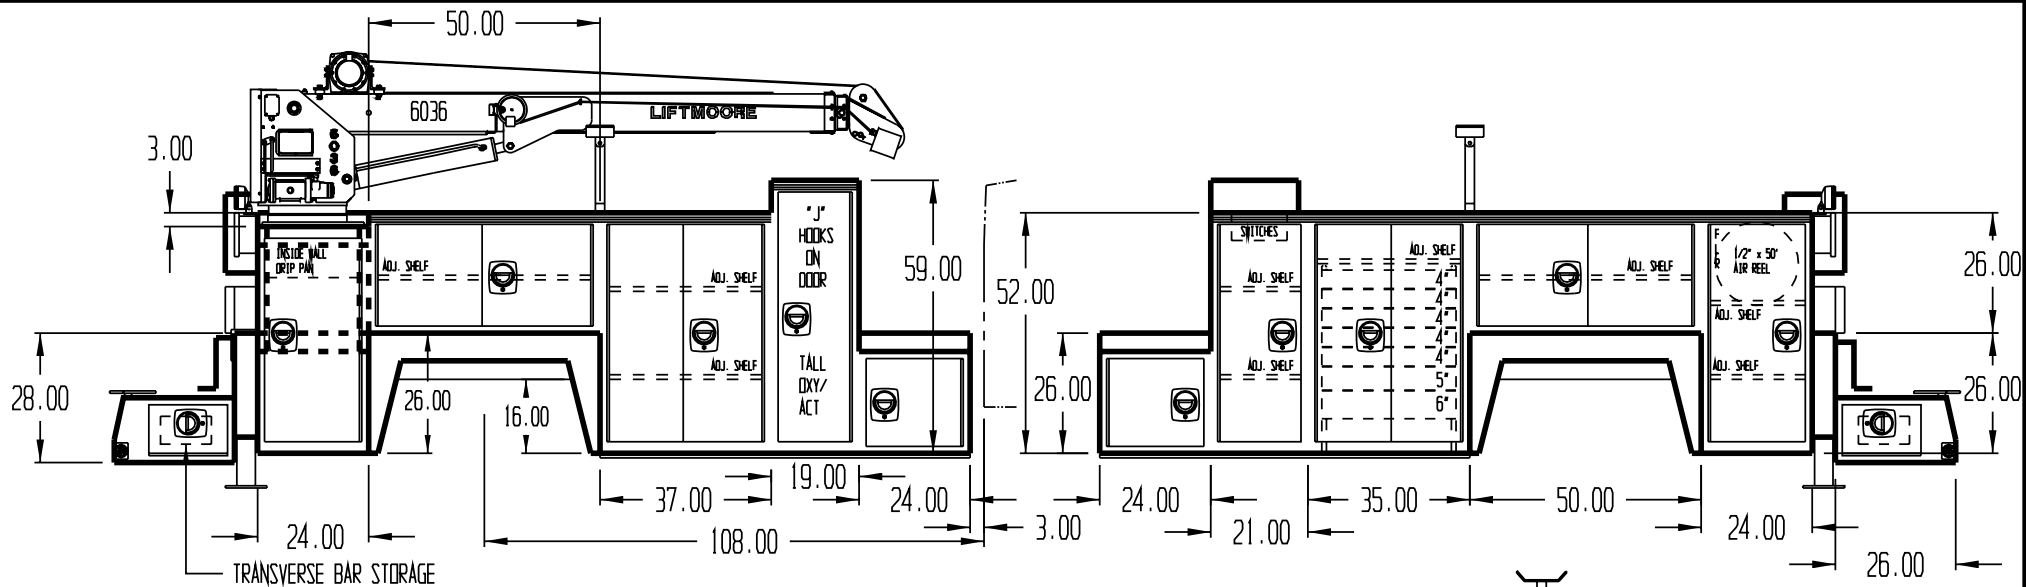 50.00
6036
LIFTMOORE
6036
3.00
INSIDE WALL
DRIP PAN
ADJ. SHELF
ADJ. SHELF
ADJ. SHELF
"J"
HOOKS
ON
DOOR
TALL
OXY/
ACT
59.00
52.00
28.00
26.00
16.00
26.00
19.00
37.00
24.00
24.00
108.00
3.00
TRANSVERSE BAR STORAGE
SWITCHES
ADJ. SHELF
ADJ. SHELF
ADJ. SHELF
4"
4"
4"
4"
4"
5"
6"
ADJ. SHELF
F
L
R
1/2" x 50'
AIR REEL
ADJ. SHELF
ADJ. SHELF
26.00
26.00
24.00
21.00
35.00
50.00
24.00
26.00